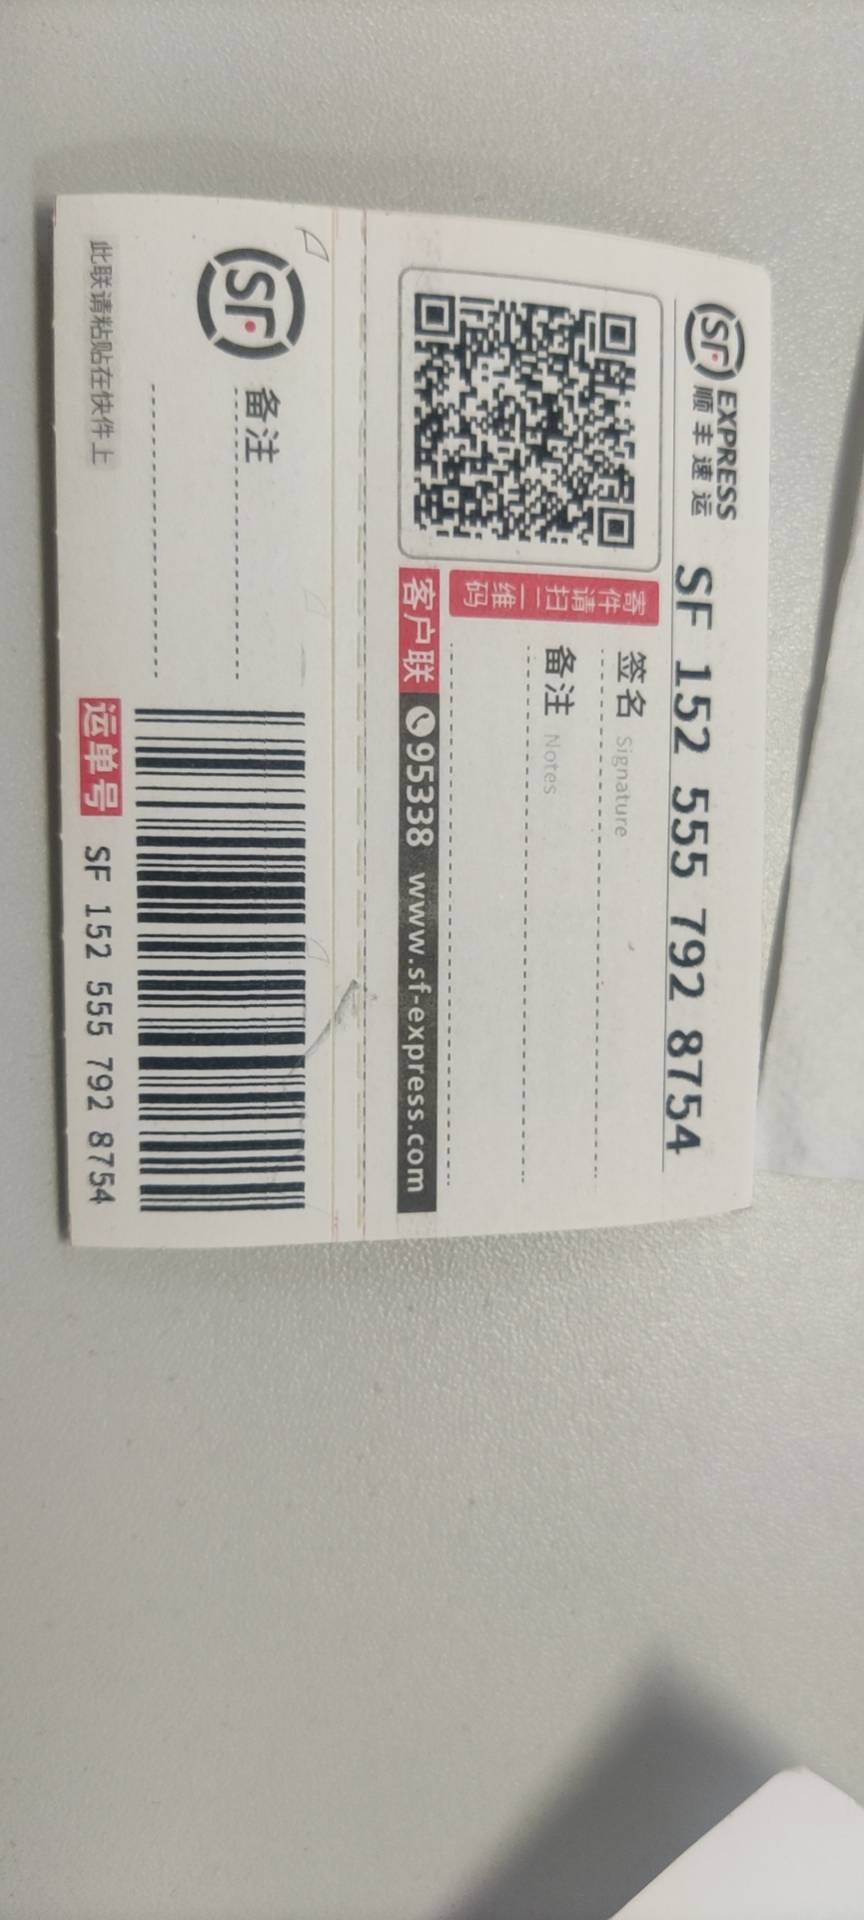 SF EXPRESS
顺丰速运
SF 152 555 792 8754
签名 Signature
备注 Notes
寄件请扫二维码
客户联 95338 www.sf-express.com
SF
备注
此联请粘贴在快件上
运单号 SF 152 555 792 8754